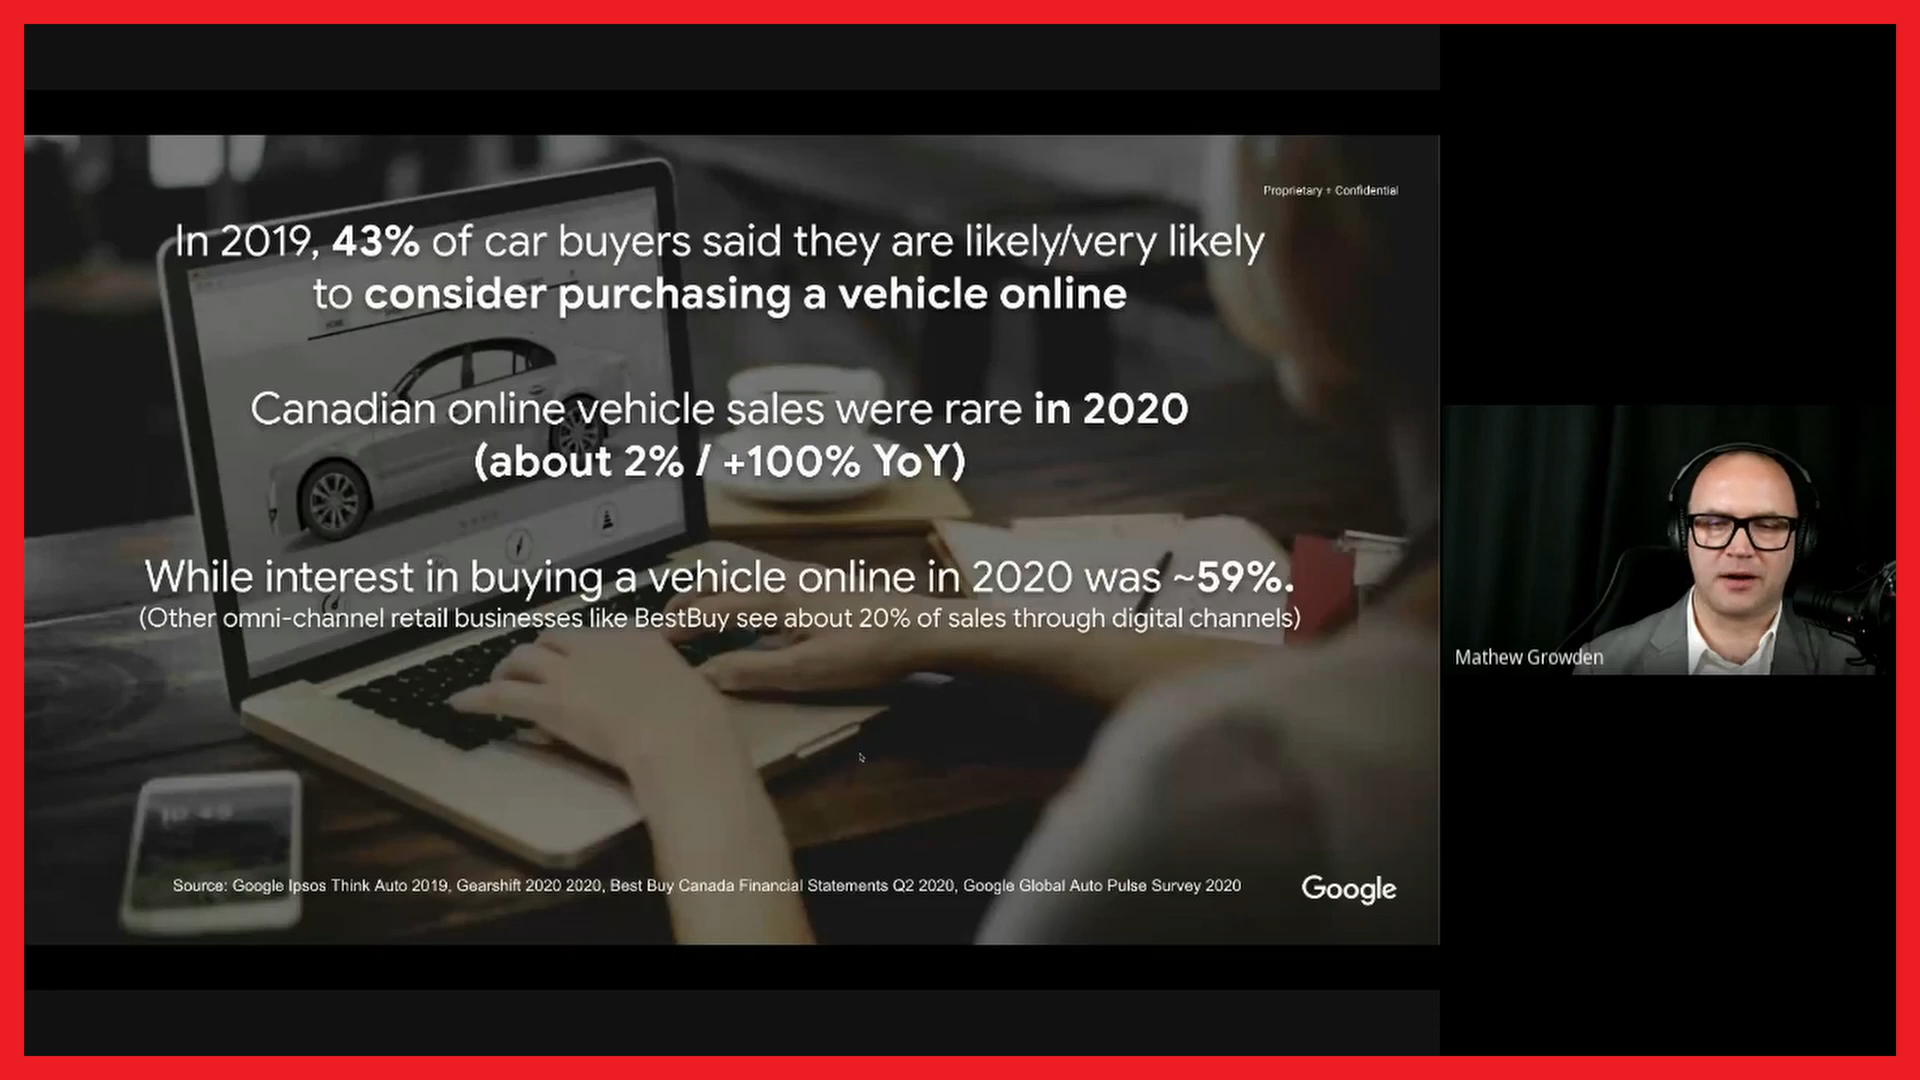 Proprietary + Confidential
In 2019, 43% of car buyers said they are likely/very likely
to consider purchasing a vehicle online
Canadian online vehicle sales were rare in 2020
(about 2% / +100% YoY)
While interest in buying a vehicle online in 2020 was ~59%.
(Other omni-channel retail businesses like BestBuy see about 20% of sales through digital channels)
Mathew Growden
Source: Google Ipsos Think Auto 2019, Gearshift 2020 2020, Best Buy Canada Financial Statements Q2 2020, Google Global Auto Pulse Survey 2020
Google